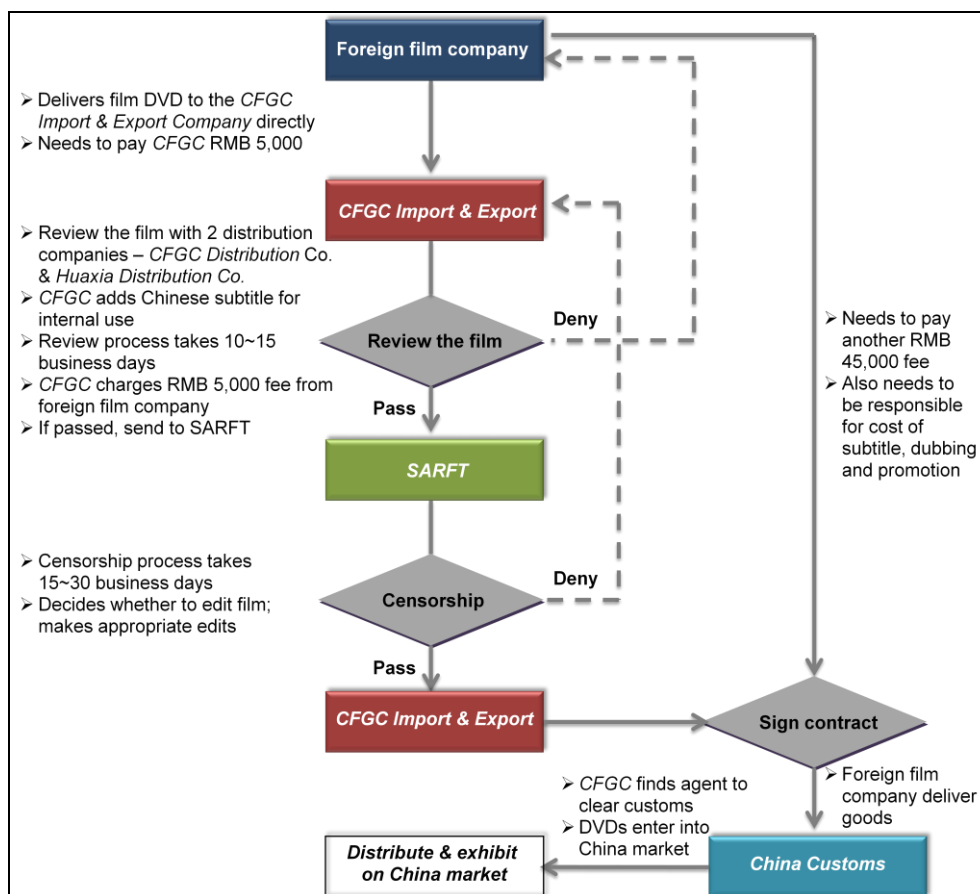 Foreign film company
➢ Delivers film DVD to the CFGC
Import & Export Company directly
➢ Needs to pay CFGC RMB 5,000
CFGC Import & Export
➢ Review the film with 2 distribution
companies – CFGC Distribution Co.
& Huaxia Distribution Co.
➢ CFGC adds Chinese subtitle for
internal use
➢ Review process takes 10~15
business days
➢ CFGC charges RMB 5,000 fee from
foreign film company
➢ If passed, send to SARFT
Review the film
Deny
Pass
➢ Needs to pay
another RMB
45,000 fee
➢ Also needs to
be responsible
for cost of
subtitle, dubbing
and promotion
SARFT
➢ Censorship process takes
15~30 business days
➢ Decides whether to edit film;
makes appropriate edits
Censorship
Deny
Pass
CFGC Import & Export
Sign contract
➢ Foreign film
company deliver
goods
➢ CFGC finds agent to
clear customs
➢ DVDs enter into
China market
China Customs
Distribute & exhibit
on China market